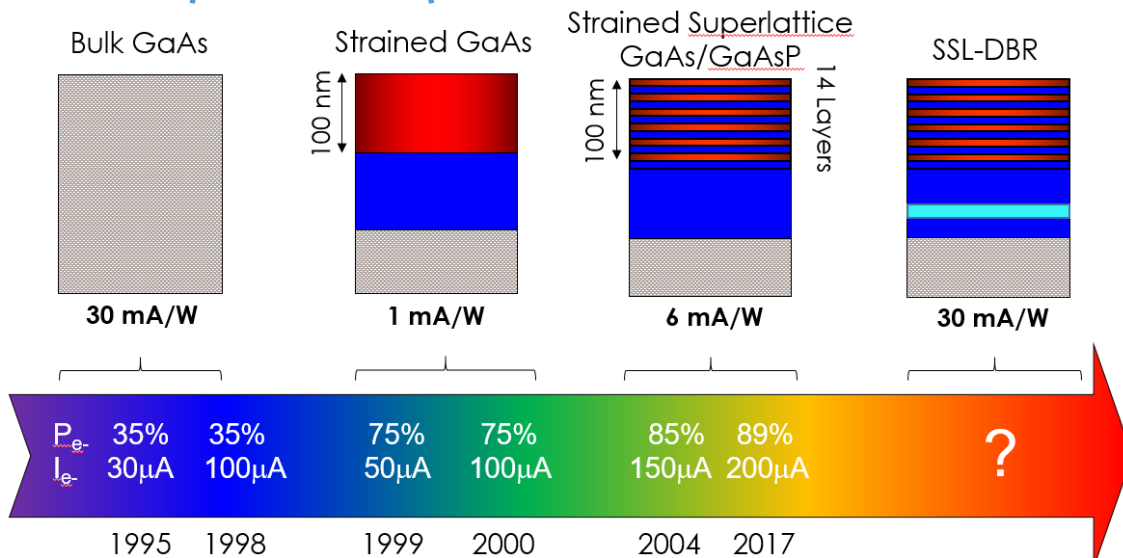 Bulk GaAs
Strained GaAs
Strained Superlattice
GaAs/GaAsP
SSL-DBR
100 nm
100 nm
14 Layers
30 mA/W
1 mA/W
6 mA/W
30 mA/W
Pe- 35% 35% 75% 75% 85% 89%
Ie- 30μA 100μA 50μA 100μA 150μA 200μA
?
1995 1998 1999 2000 2004 2017